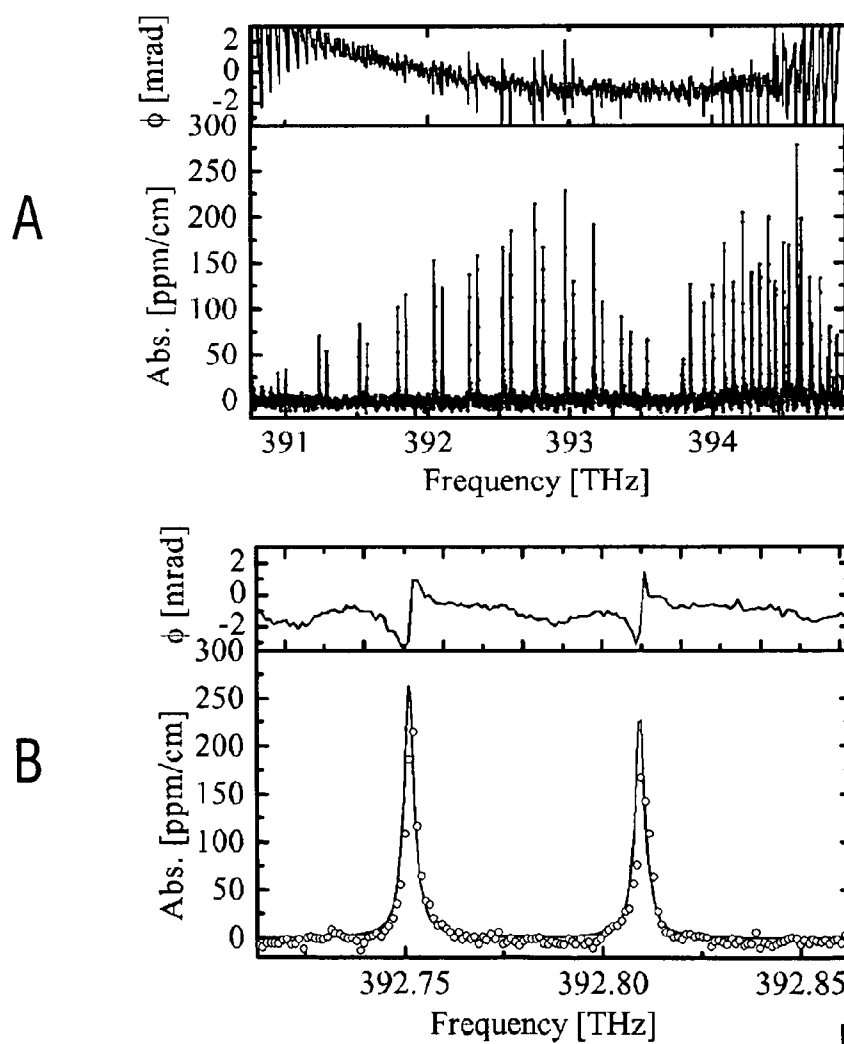 A
ϕ [mrad]
2
0
-2
Abs. [ppm/cm]
300
250
200
150
100
50
0
391 392 393 394
Frequency [THz]
B
ϕ [mrad]
2
0
-2
Abs. [ppm/cm]
300
250
200
150
100
50
0
392.75 392.80 392.85
Frequency [THz]